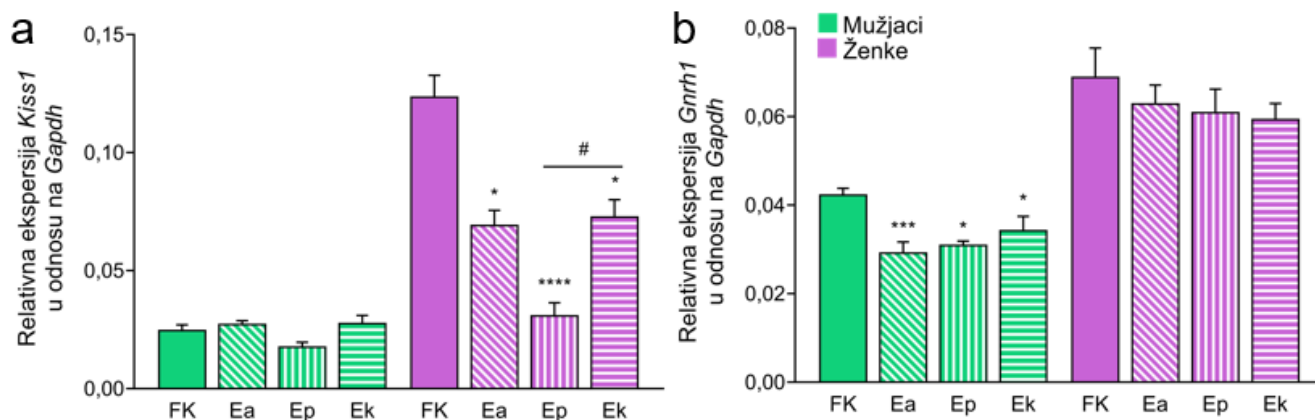 a
Relativna ekspersija Kiss1
u odnosu na Gapdh
0,15
0,10
0,05
0,00
#
*
****
*
FK Ea Ep Ek FK Ea Ep Ek
b
Mužjaci
Ženke
Relativna ekspersija Gnrh1
u odnosu na Gapdh
0,08
0,06
0,04
0,02
0,00
***
*
*
FK Ea Ep Ek FK Ea Ep Ek